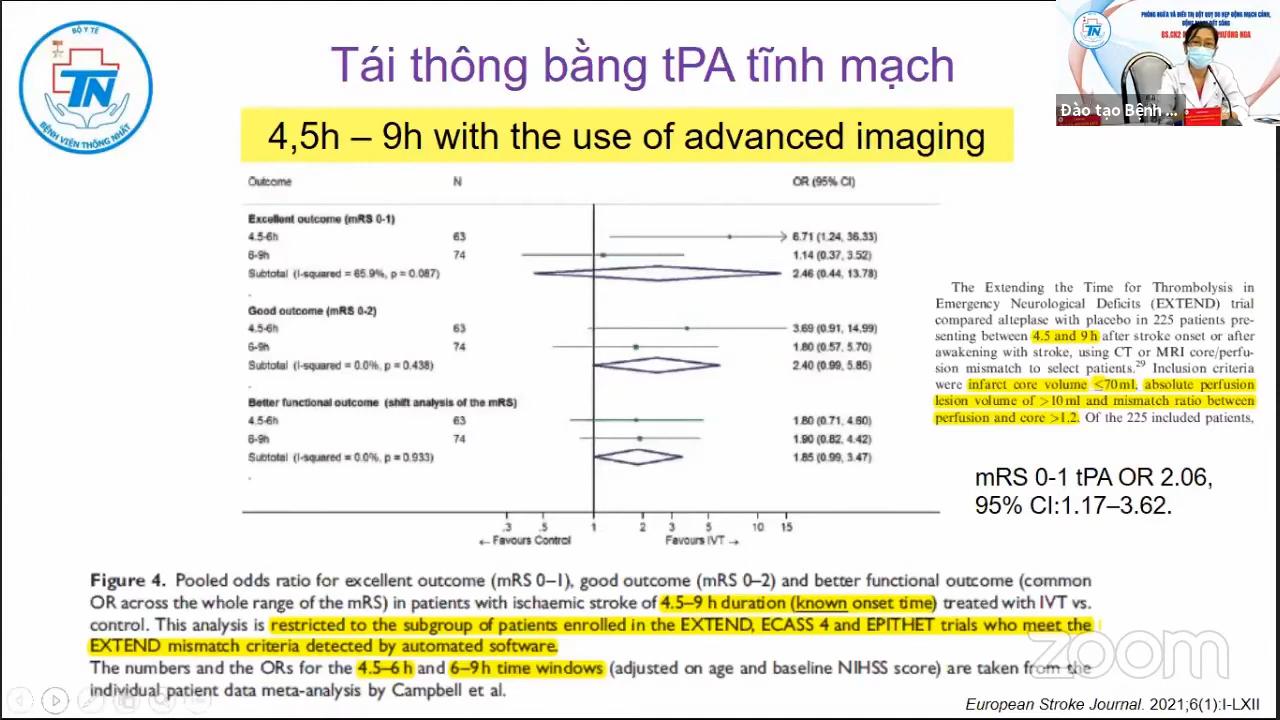 BỘ Y TẾ
TN
BỆNH VIỆN THỐNG NHẤT
Tái thông bằng tPA tĩnh mạch
PHÒNG NGỪA VÀ ĐIỀU TRỊ ĐỘT QUỴ DO HẸP ĐỘNG MẠCH CẢNH,
Đào tạo Bệnh ...
4,5h – 9h with the use of advanced imaging
Outcome N OR (95% CI)
Excellent outcome (mRS 0-1)
4.5-6h 63 6.71 (1.24, 36.33)
6-9h 74 1.14 (0.37, 3.52)
Subtotal (I-squared = 65.9%, p = 0.087) 2.46 (0.44, 13.78)
.
Good outcome (mRS 0-2)
4.5-6h 63 3.69 (0.91, 14.99)
6-9h 74 1.80 (0.57, 5.70)
Subtotal (I-squared = 0.0%, p = 0.438) 2.40 (0.99, 5.85)
.
Better functional outcome (shift analysis of the mRS)
4.5-6h 63 1.80 (0.71, 4.60)
6-9h 74 1.90 (0.82, 4.42)
Subtotal (I-squared = 0.0%, p = 0.933) 1.85 (0.99, 3.47)
.
.3 .5 1 2 3 5 10 15
← Favours Control Favours IVT →
The Extending the Time for Thrombolysis in
Emergency Neurological Deficits (EXTEND) trial
compared alteplase with placebo in 225 patients pre-
senting between 4.5 and 9 h after stroke onset or after
awakening with stroke, using CT or MRI core/perfu-
sion mismatch to select patients.29 Inclusion criteria
were infarct core volume ≤70 ml, absolute perfusion
lesion volume of >10 ml and mismatch ratio between
perfusion and core >1.2. Of the 225 included patients,
mRS 0-1 tPA OR 2.06,
95% CI:1.17–3.62.
Figure 4. Pooled odds ratio for excellent outcome (mRS 0–1), good outcome (mRS 0–2) and better functional outcome (common
OR across the whole range of the mRS) in patients with ischaemic stroke of 4.5–9 h duration (known onset time) treated with IVT vs.
control. This analysis is restricted to the subgroup of patients enrolled in the EXTEND, ECASS 4 and EPITHET trials who meet the
EXTEND mismatch criteria detected by automated software.
The numbers and the ORs for the 4.5–6 h and 6–9 h time windows (adjusted on age and baseline NIHSS score) are taken from the
individual patient data meta-analysis by Campbell et al.
zoom
European Stroke Journal. 2021;6(1):I-LXII